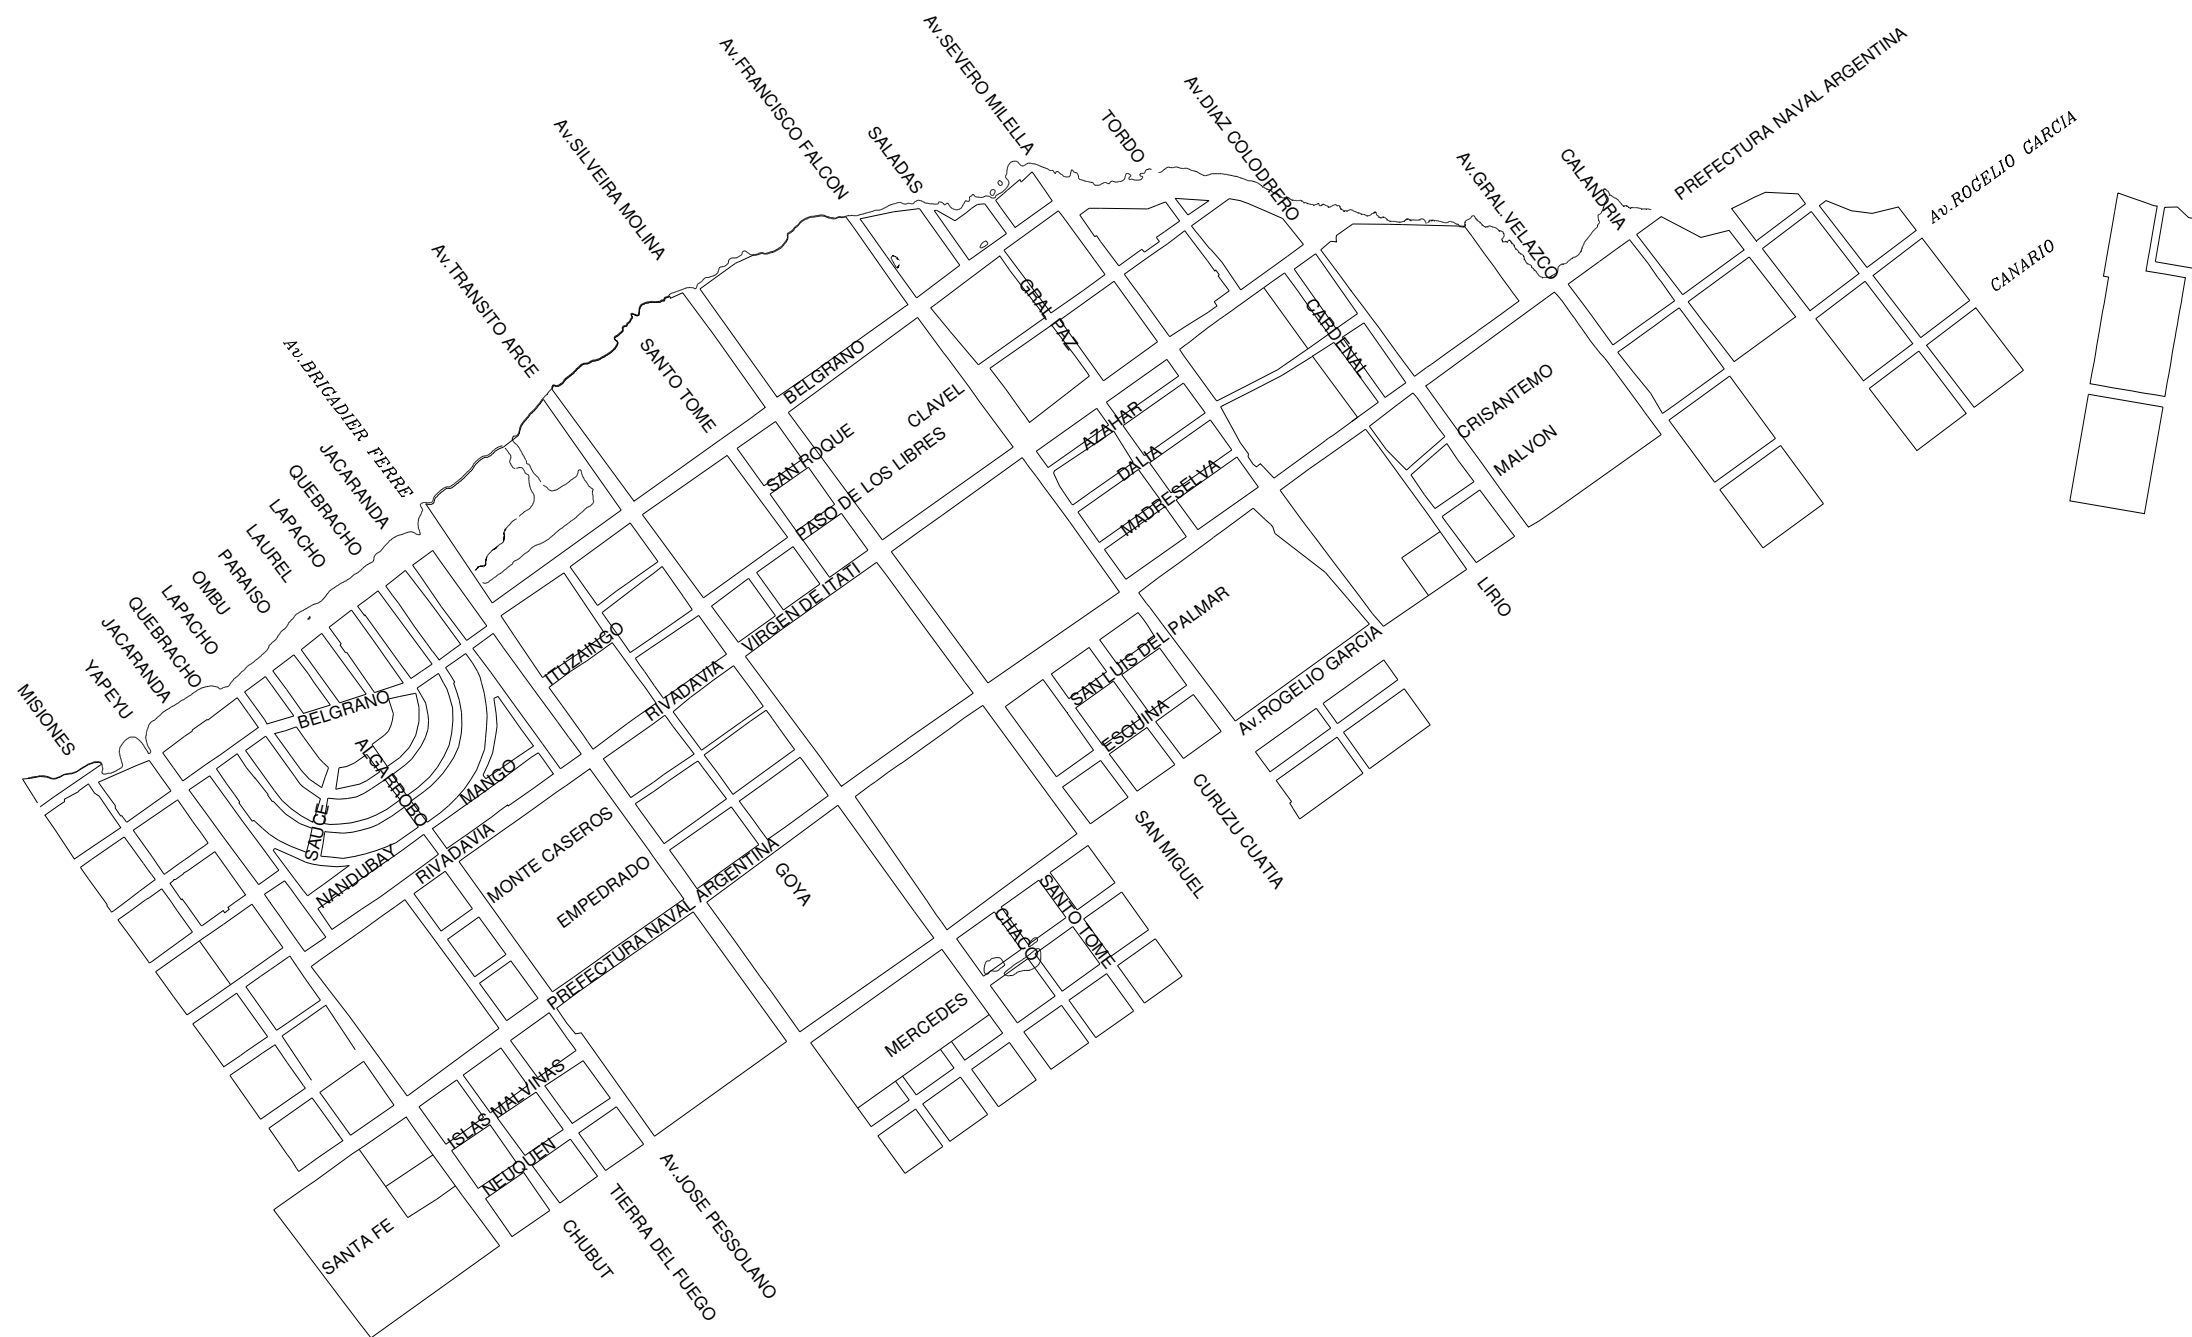 Av.SEVERO MILELLA
Av.FRANCISCO FALCON
PREFECTURA NAVAL ARGENTINA
Av.DIAZ COLODRERO
TORDO
Av.ROGELIO GARCIA
Av.SILVEIRA MOLINA
SALADAS
CALANDRIA
Av.GRAL.VELAZCO
CANARIO
Av.TRANSITO ARCE
GRAL PAZ
CARDENAL
Av.BRIGADIER FERRE
SANTO TOME
BELGRANO
CRISANTEMO
CLAVEL
AZAHAR
MALVON
SAN ROQUE
PASO DE LOS LIBRES
DALIA
MADRESELVA
JACARANDA
QUEBRACHO
LAPACHO
LAUREL
PARAISO
OMBU
LAPACHO
QUEBRACHO
JACARANDA
YAPEYU
MISIONES
VIRGEN DE ITATI
LIRIO
ITUZAINGO
SAN LUIS DEL PALMAR
RIVADAVIA
Av.ROGELIO GARCIA
BELGRANO
ALGARROBO
ESQUINA
MANGO
SAUCE
CURUZU CUATIA
NANDUBAY
RIVADAVIA
MONTE CASEROS
SAN MIGUEL
EMPEDRADO
GOYA
PREFECTURA NAVAL ARGENTINA
SANTO TOME
CHACO
MERCEDES
ISLAS MALVINAS
NEUQUEN
Av.JOSE PESSOLANO
TIERRA DEL FUEGO
CHUBUT
SANTA FE